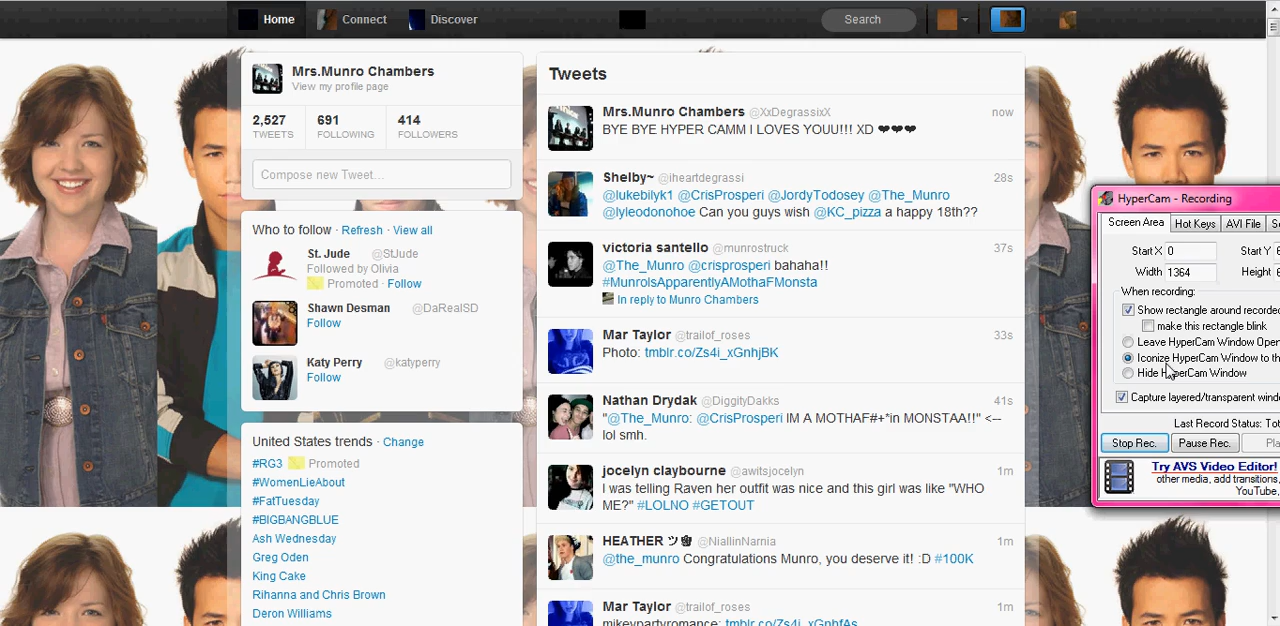 Home Connect Discover Search
Mrs.Munro Chambers
View my profile page
2,527 691 414
TWEETS FOLLOWING FOLLOWERS
Compose new Tweet…
Who to follow · Refresh · View all
St. Jude @StJude
Followed by Olivia
Promoted · Follow
Shawn Desman @DaRealSD
Follow
Katy Perry @katyperry
Follow
United States trends · Change
#RG3 Promoted
#WomenLieAbout
#FatTuesday
#BIGBANGBLUE
Ash Wednesday
Greg Oden
King Cake
Rihanna and Chris Brown
Deron Williams
Tweets
Mrs.Munro Chambers @XxDegrassixX now
BYE BYE HYPER CAMM I LOVES YOUU!!! XD ❤❤❤
Shelby~ @iheartdegrassi 28s
@lukebilyk1 @CrisProsperi @JordyTodosey @The_Munro
@lyleodonohoe Can you guys wish @KC_pizza a happy 18th??
victoria santello @munrostruck 37s
@The_Munro @crisprosperi bahaha!!
#MunroIsApparentlyAMothaFMonsta
In reply to Munro Chambers
Mar Taylor @trailof_roses 33s
Photo: tmblr.co/Zs4i_xGnhjBK
Nathan Drydak @DiggityDakks 41s
"@The_Munro: @CrisProsperi IM A MOTHAF#+*in MONSTAA!!" <--
lol smh.
jocelyn claybourne @awitsjocelyn 1m
I was telling Raven her outfit was nice and this girl was like "WHO
ME?" #LOLNO #GETOUT
HEATHER ツ @NiallinNarnia 1m
@the_munro Congratulations Munro, you deserve it! :D #100K
Mar Taylor @trailof_roses 1m
mikeypartyromance: tmblr.co/Zs4i_xGnhfAs
HyperCam - Recording
Screen Area Hot Keys AVI File
Start X 0 Start Y
Width 1364 Height
When recording:
Show rectangle around recorde
make this rectangle blink
Leave HyperCam Window Open
Iconize HyperCam Window to th
Hide HyperCam Window
Capture layered/transparent wind
Last Record Status: Tot
Stop Rec. Pause Rec. Pla
Try AVS Video Editor!
other media, add transitions,
YouTube,